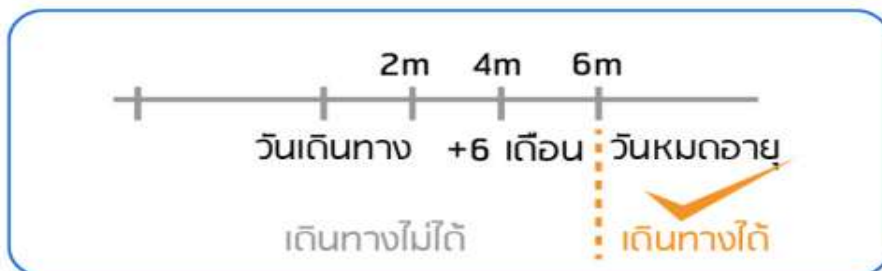 2m 4m 6m
วันเดินทาง +6 เดือน วันหมดอายุ
เดินทางไม่ได้ เดินทางได้